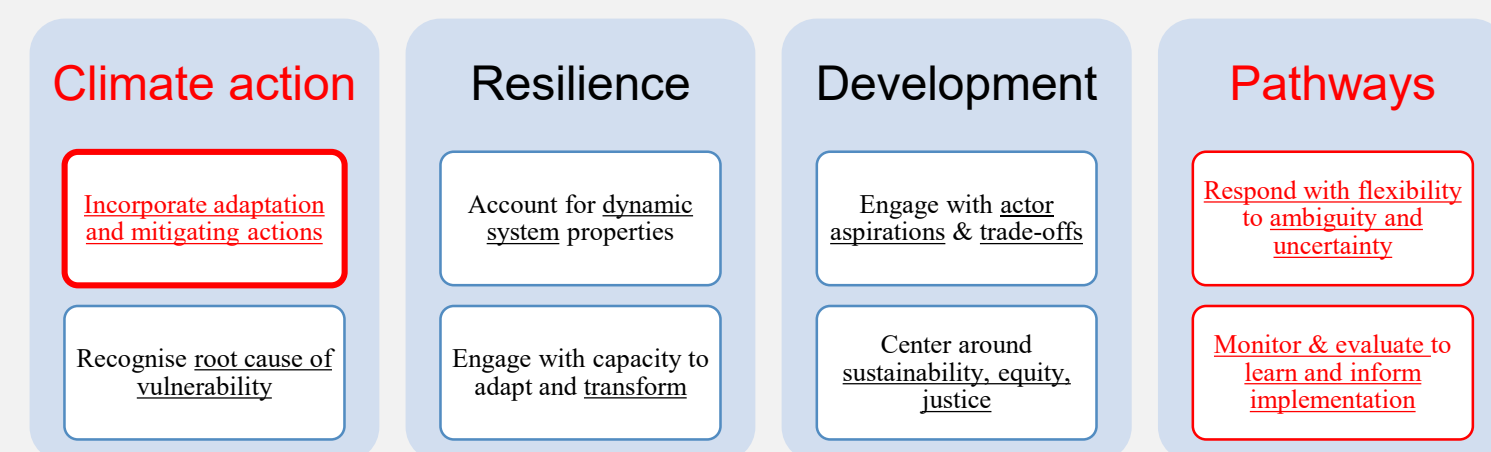 Climate action
Incorporate adaptation
and mitigating actions
Recognise root cause of
vulnerability
Resilience
Account for dynamic
system properties
Engage with capacity to
adapt and transform
Development
Engage with actor
aspirations & trade-offs
Center around
sustainability, equity,
justice
Pathways
Respond with flexibility
to ambiguity and
uncertainty
Monitor & evaluate to
learn and inform
implementation